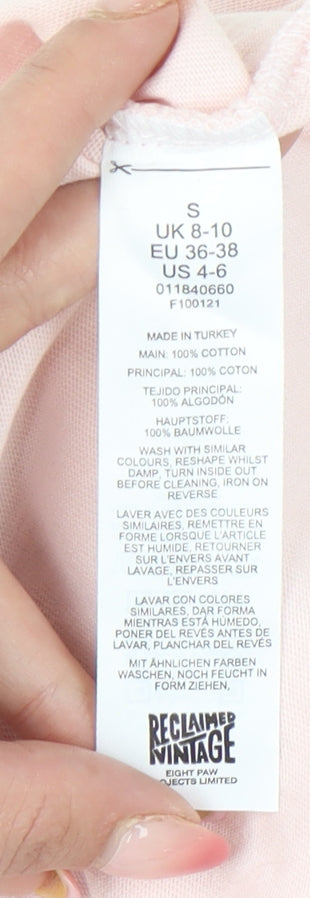 S
UK 8-10
EU 36-38
US 4-6
011840660
F100121
MADE IN TURKEY
MAIN: 100% COTTON
PRINCIPAL: 100% COTON
TEJIDO PRINCIPAL:
100% ALGODÓN
HAUPTSTOFF:
100% BAUMWOLLE
WASH WITH SIMILAR
COLOURS, RESHAPE WHILST
DAMP, TURN INSIDE OUT
BEFORE CLEANING, IRON ON
REVERSE
LAVER AVEC DES COULEURS
SIMILAIRES, REMETTRE EN
FORME LORSQUE L'ARTICLE
EST HUMIDE, RETOURNER
SUR L'ENVERS AVANT
LAVAGE, REPASSER SUR
L'ENVERS
LAVAR CON COLORES
SIMILARES, DAR FORMA
MIENTRAS ESTÁ HÚMEDO,
PONER DEL REVÉS ANTES DE
LAVAR, PLANCHAR DEL REVÉS
MIT ÄHNLICHEN FARBEN
WASCHEN, NOCH FEUCHT IN
FORM ZIEHEN,
RECLAIMED
VINTAGE
EIGHT PAW
OJECTS LIMITED